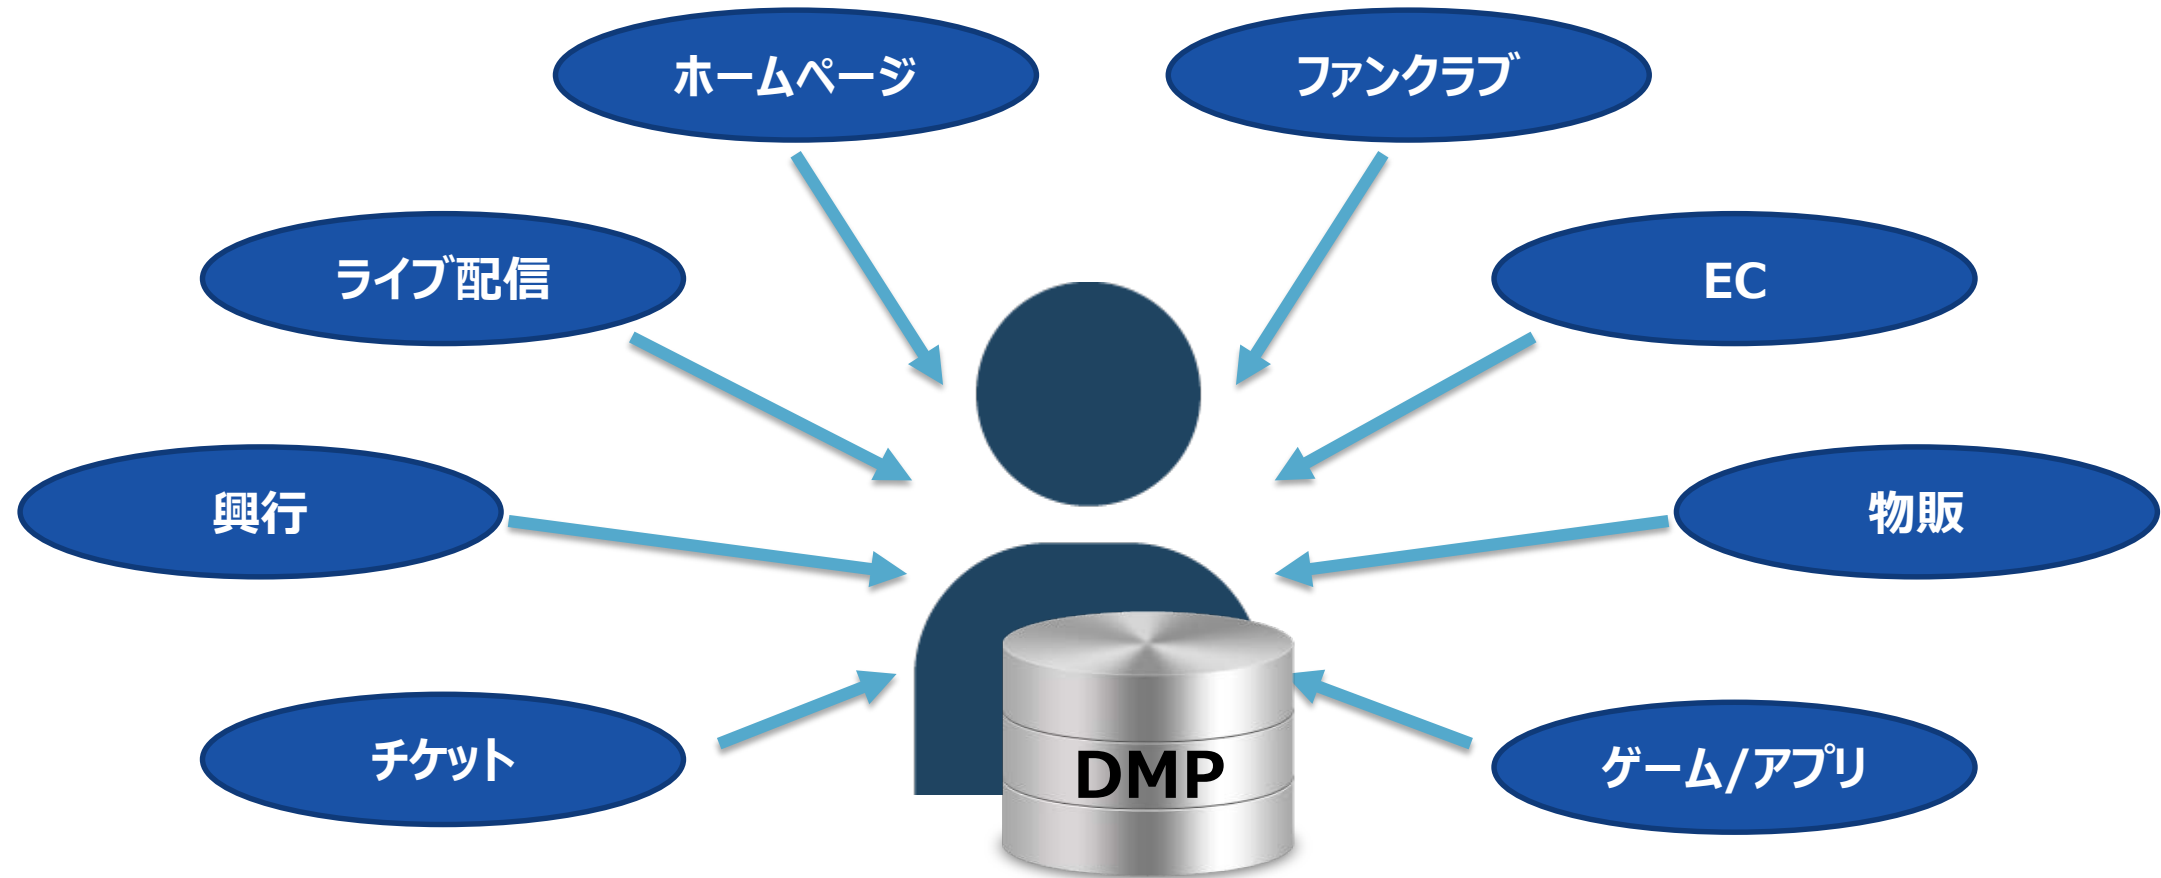 ホームページ
ファンクラブ
ライブ配信
EC
興行
物販
チケット
DMP
ゲーム/アプリ